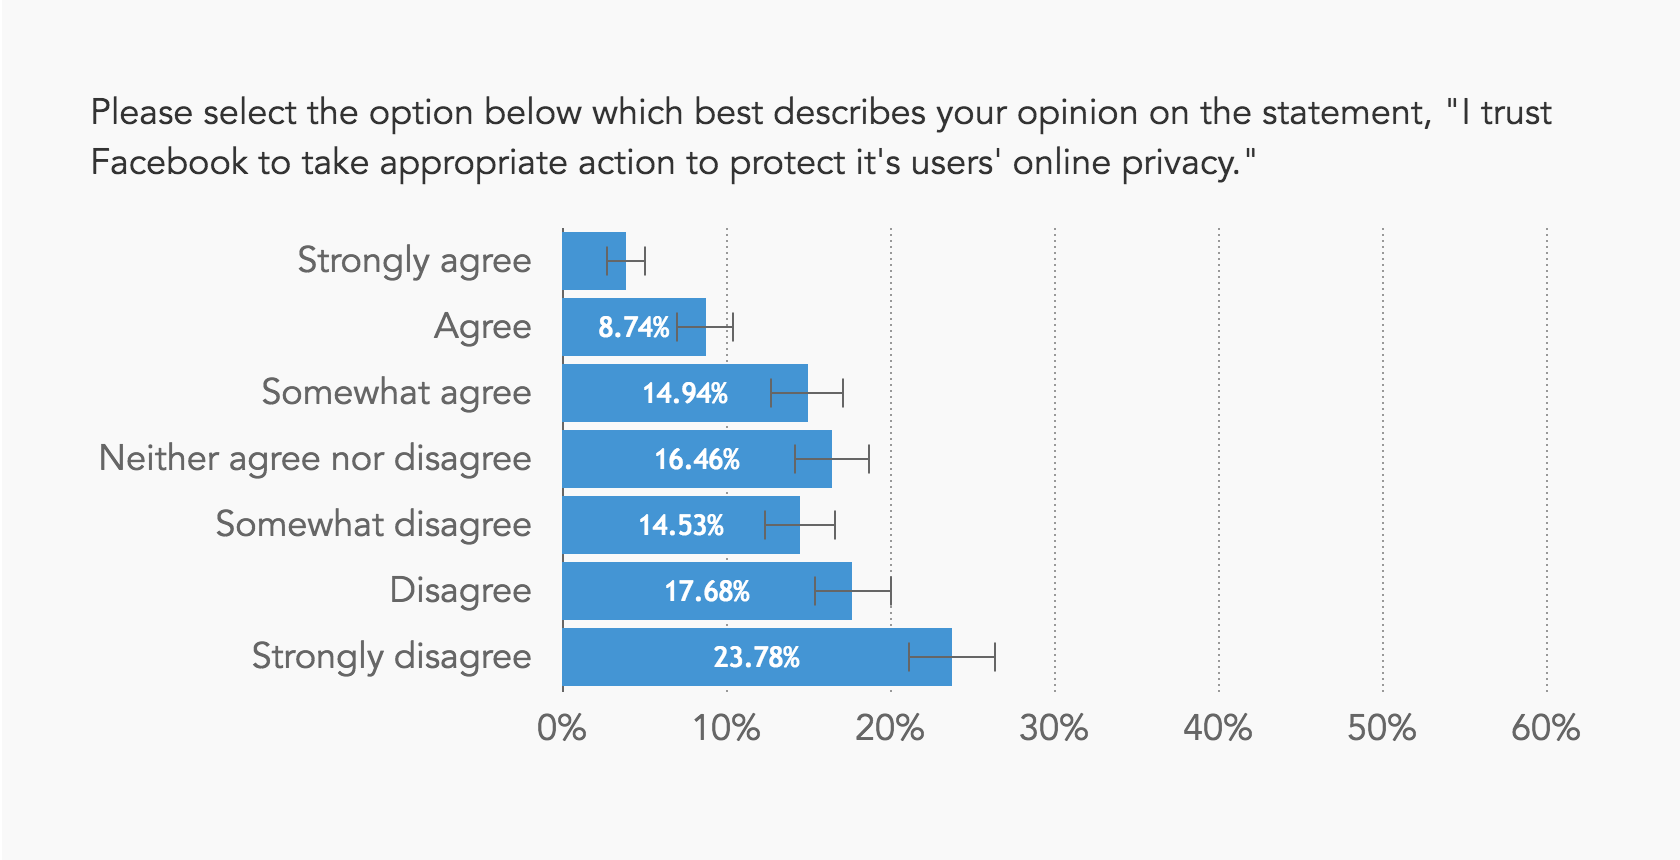 Please select the option below which best describes your opinion on the statement, "I trust
Facebook to take appropriate action to protect it's users' online privacy."
Strongly agree
Agree 8.74%
Somewhat agree 14.94%
Neither agree nor disagree 16.46%
Somewhat disagree 14.53%
Disagree 17.68%
Strongly disagree 23.78%
0% 10% 20% 30% 40% 50% 60%